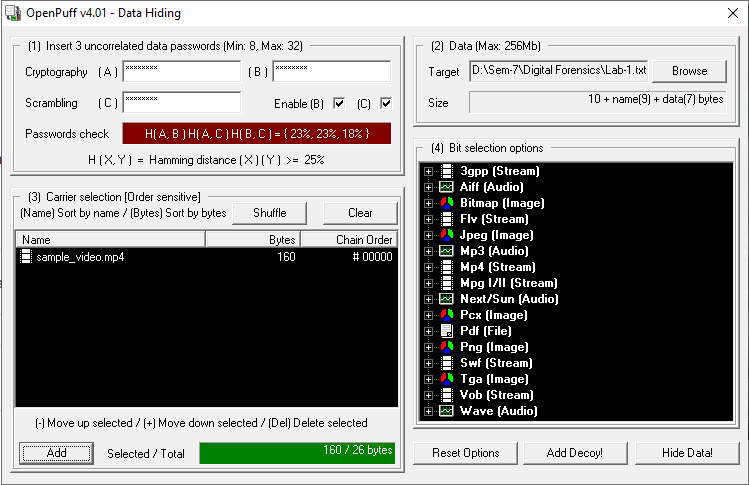 OpenPuff v4.01 - Data Hiding
(1) Insert 3 uncorrelated data passwords (Min: 8, Max: 32)
Cryptography (A) ******** (B) ********
Scrambling (C) ******** Enable (B) (C)
Passwords check H( A, B ) H( A, C ) H( B, C ) = { 23%, 23%, 18% }
H ( X, Y ) = Hamming distance ( X ) ( Y ) >= 25%
(2) Data (Max: 256Mb)
Target D:\Sem-7\Digital Forensics\Lab-1.txt Browse
Size 10 + name(9) + data(7) bytes
(3) Carrier selection [Order sensitive]
(Name) Sort by name / (Bytes) Sort by bytes Shuffle Clear
Name Bytes Chain Order
sample_video.mp4 160 # 00000
(-) Move up selected / (+) Move down selected / (Del) Delete selected
Add Selected / Total 160 / 26 bytes
(4) Bit selection options
3gpp (Stream)
Aiff (Audio)
Bitmap (Image)
Flv (Stream)
Jpeg (Image)
Mp3 (Audio)
Mp4 (Stream)
Mpg I/II (Stream)
Next/Sun (Audio)
Pcx (Image)
Pdf (File)
Png (Image)
Swf (Stream)
Tga (Image)
Vob (Stream)
Wave (Audio)
Reset Options Add Decoy! Hide Data!